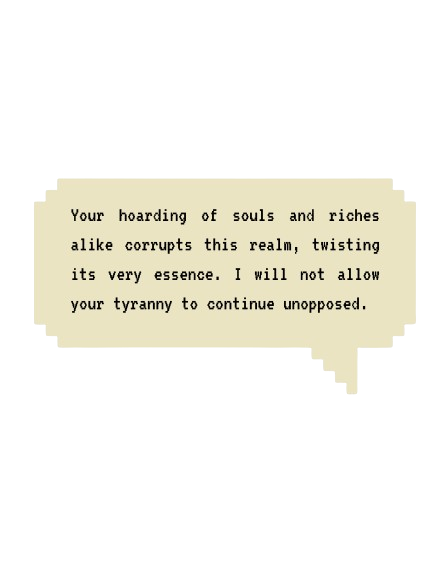 Your hoarding of souls and riches
alike corrupts this realm, twisting
its very essence. I will not allow
your tyranny to continue unopposed.